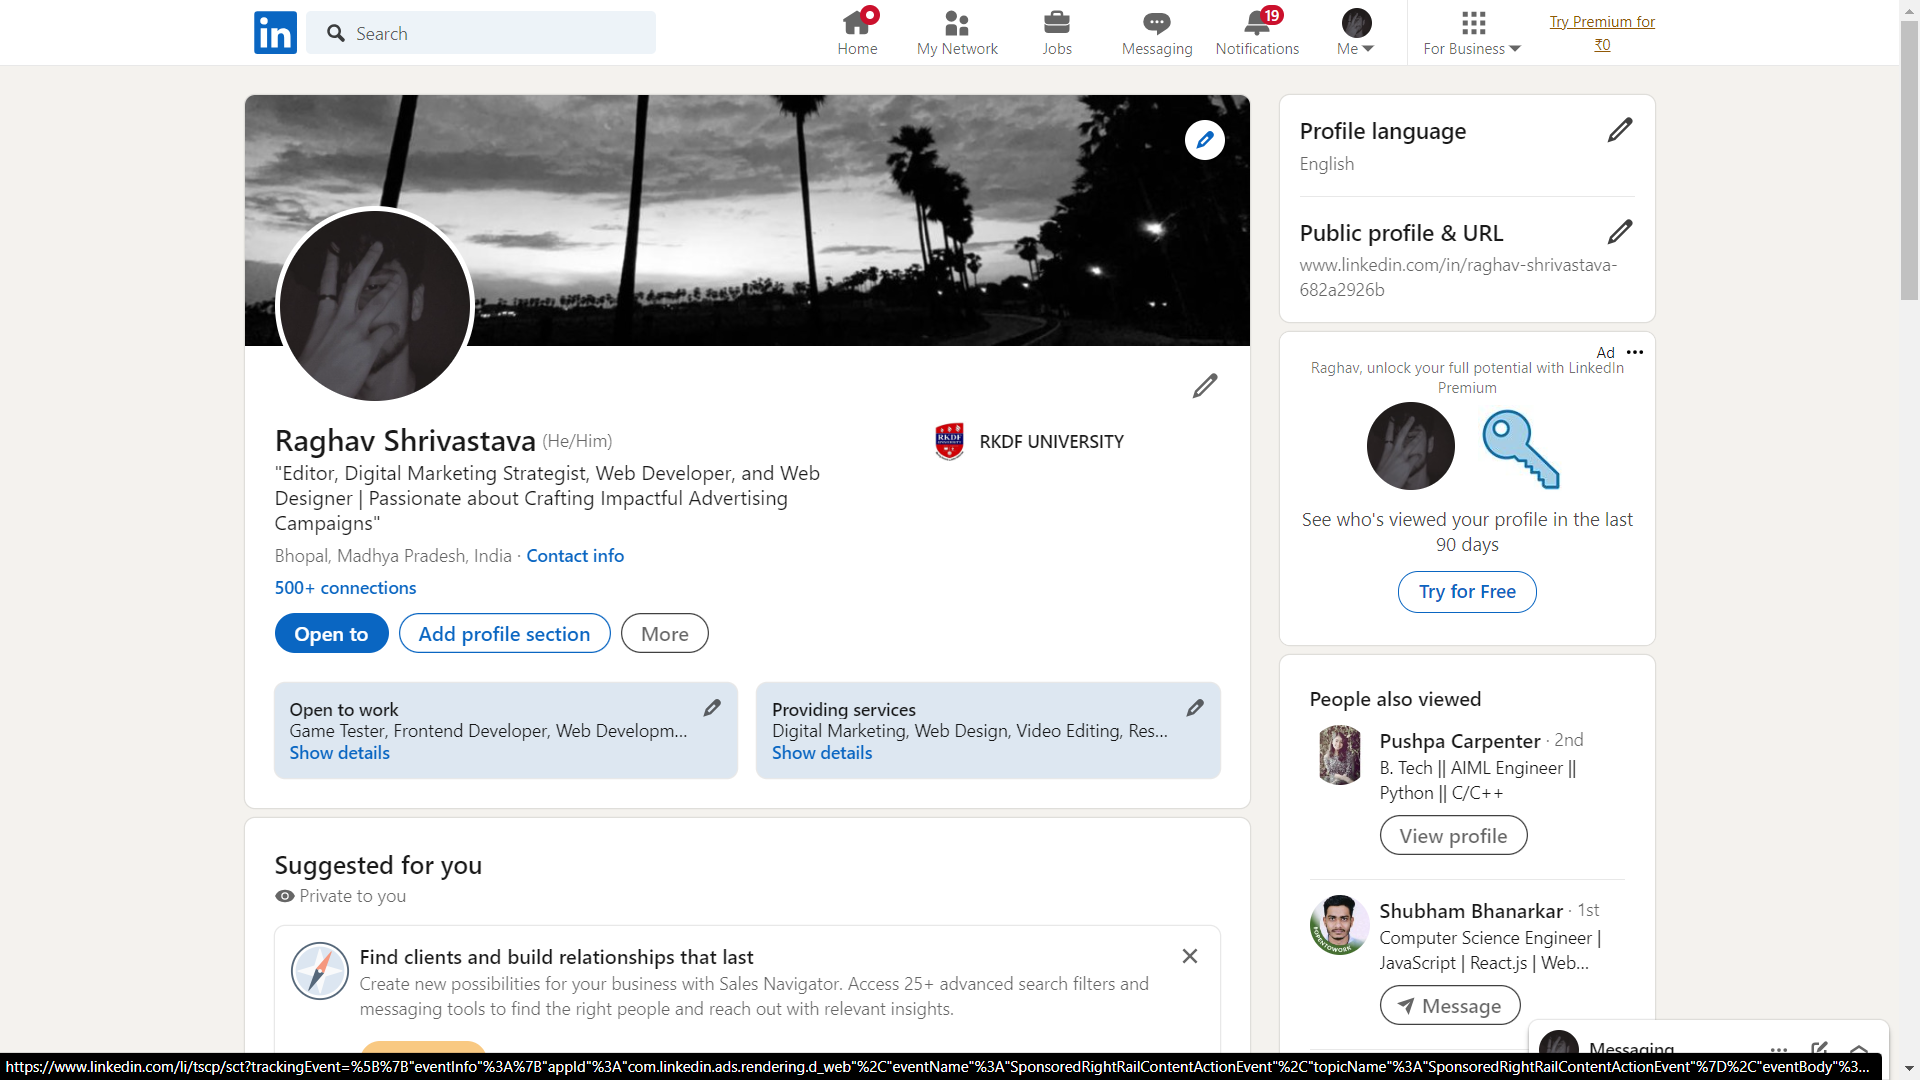 in
Search
Home
My Network
Jobs
Messaging
19
Notifications
Me
For Business
Try Premium for
₹0
Raghav Shrivastava (He/Him)
"Editor, Digital Marketing Strategist, Web Developer, and Web
Designer | Passionate about Crafting Impactful Advertising
Campaigns"
Bhopal, Madhya Pradesh, India · Contact info
500+ connections
RKDF
RKDF UNIVERSITY
Open to
Add profile section
More
Open to work
Game Tester, Frontend Developer, Web Developm...
Show details
Providing services
Digital Marketing, Web Design, Video Editing, Res...
Show details
Suggested for you
Private to you
Find clients and build relationships that last
Create new possibilities for your business with Sales Navigator. Access 25+ advanced search filters and
messaging tools to find the right people and reach out with relevant insights.
Profile language
English
Public profile & URL
www.linkedin.com/in/raghav-shrivastava-
682a2926b
Ad
Raghav, unlock your full potential with LinkedIn
Premium
See who's viewed your profile in the last
90 days
Try for Free
People also viewed
Pushpa Carpenter · 2nd
B. Tech || AIML Engineer ||
Python || C/C++
View profile
Shubham Bhanarkar · 1st
#OPENTOWORK
Computer Science Engineer |
JavaScript | React.js | Web...
Message
Messaging
https://www.linkedin.com/li/tscp/sct?trackingEvent=%5B%7B"eventInfo"%3A%7B"appId"%3A"com.linkedin.ads.rendering.d_web"%2C"eventName"%3A"SponsoredRightRailContentActionEvent"%2C"topicName"%3A"SponsoredRightRailContentActionEvent"%7D%2C"eventBody"%3...